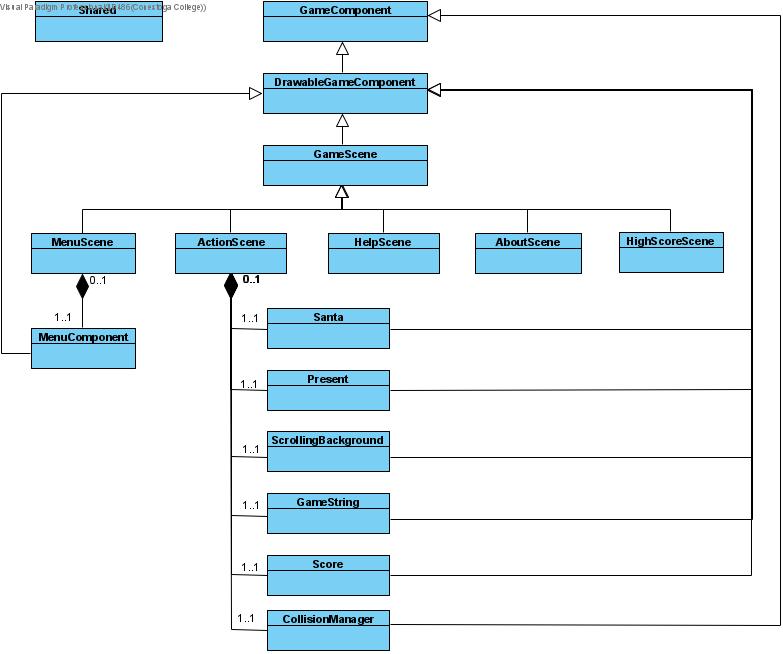 Visual Paradigm Professional(486(Conestoga College))
Shared
GameComponent
DrawableGameComponent
GameScene
MenuScene
ActionScene
HelpScene
AboutScene
HighScoreScene
0..1
0..1
1..1
1..1
Santa
MenuComponent
1..1
Present
1..1
ScrollingBackground
1..1
GameString
1..1
Score
1..1
CollisionManager